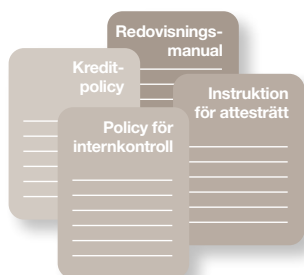 Redovisnings-
manual
Kredit-
policy
Instruktion
för attesträtt
Policy för
internkontroll